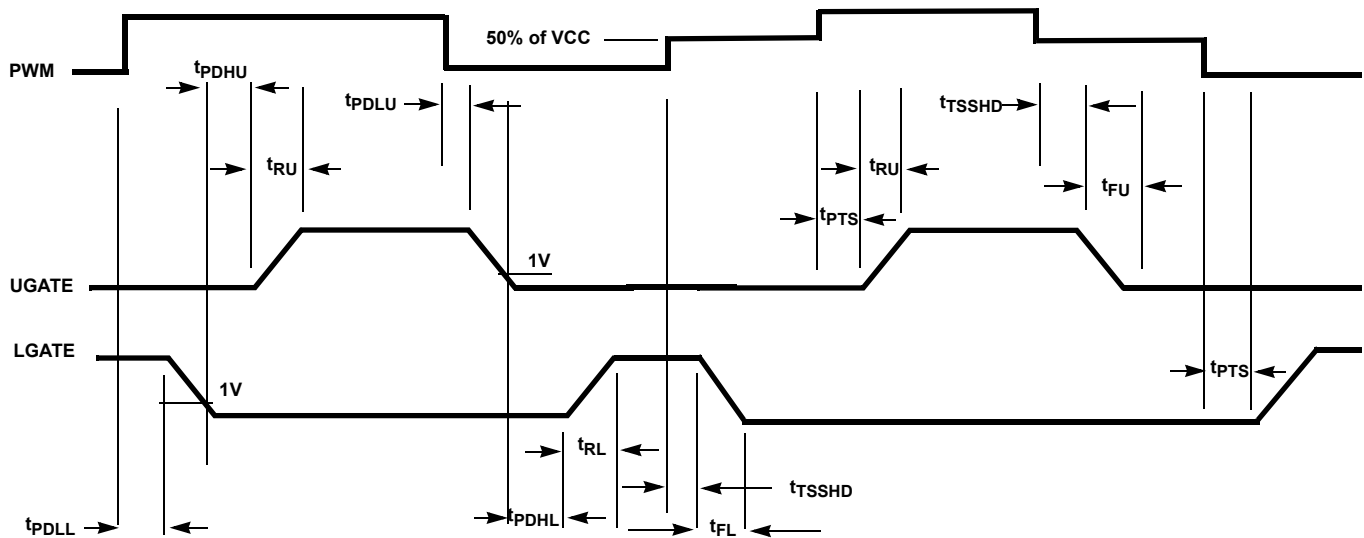 50% of VCC
PWM
tPDHU
tPDLU
tTSSHD
tRU
tRU
tFU
tPTS
1V
UGATE
LGATE
tPTS
1V
tRL
tTSSHD
tPDLL
tPDHL
tFL